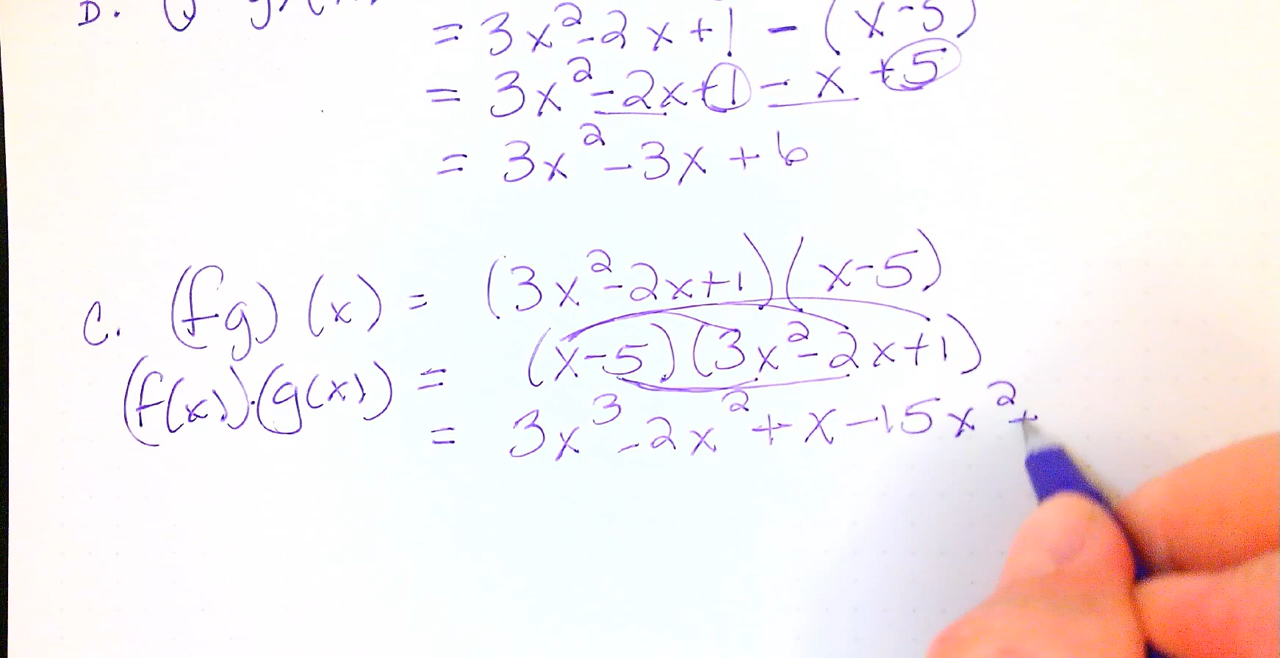 B.
= 3x² - 2x + 1 - (x-5)
= 3x² - 2x + 1 - x + 5
= 3x² - 3x + 6
C. (fg)(x) = (3x² - 2x + 1)(x-5)
(f(x))·(g(x)) = (x-5)(3x² - 2x + 1)
= 3x³ - 2x² + x - 15x² +